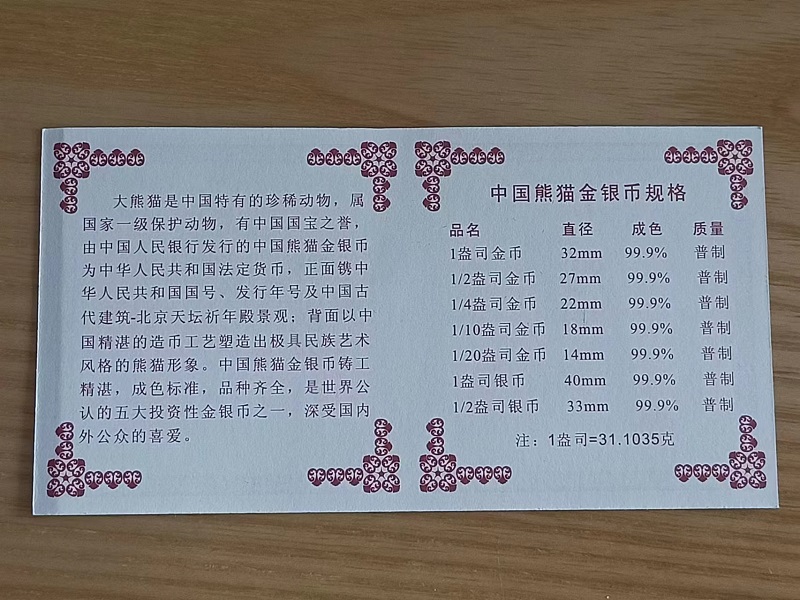 大熊猫是中国特有的珍稀动物，属
国家一级保护动物，有中国国宝之誉，
由中国人民银行发行的中国熊猫金银币
为中华人民共和国法定货币，正面镌中
华人民共和国国号、发行年号及中国古
代建筑-北京天坛祈年殿景观；背面以中
国精湛的造币工艺塑造出极具民族艺术
风格的熊猫形象。中国熊猫金银币铸工
精湛，成色标准，品种齐全，是世界公
认的五大投资性金银币之一，深受国内
外公众的喜爱。
中国熊猫金银币规格
品名 直径 成色 质量
1盎司金币 32mm 99.9% 普制
1/2盎司金币 27mm 99.9% 普制
1/4盎司金币 22mm 99.9% 普制
1/10盎司金币 18mm 99.9% 普制
1/20盎司金币 14mm 99.9% 普制
1盎司银币 40mm 99.9% 普制
1/2盎司银币 33mm 99.9% 普制
注：1盎司=31.1035克